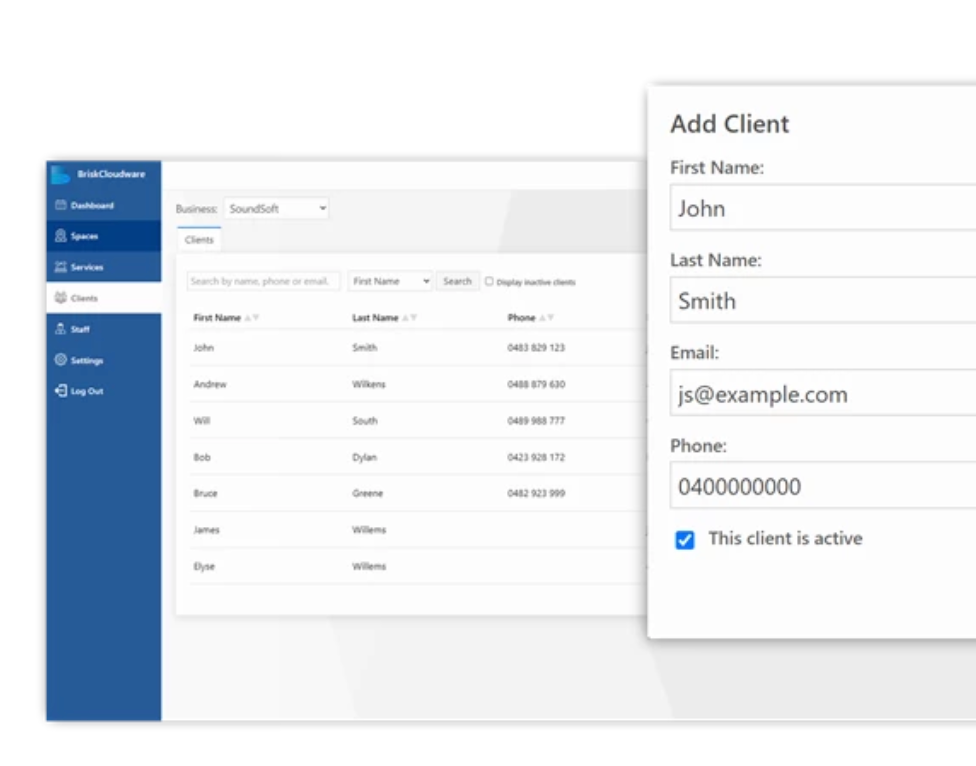 BriskCloudware
Dashboard
Spaces
Services
Clients
Staff
Settings
Log Out
Business: SoundSoft
Clients
Search by name, phone or email. First Name Search Display inactive clients
First Name Last Name Phone
John Smith 0483 829 123
Andrew Wilkens 0488 879 630
Will South 0489 988 777
Bob Dylan 0423 928 172
Bruce Greene 0482 923 999
James Willems
Elyse Willems
Add Client
First Name:
John
Last Name:
Smith
Email:
js@example.com
Phone:
0400000000
This client is active